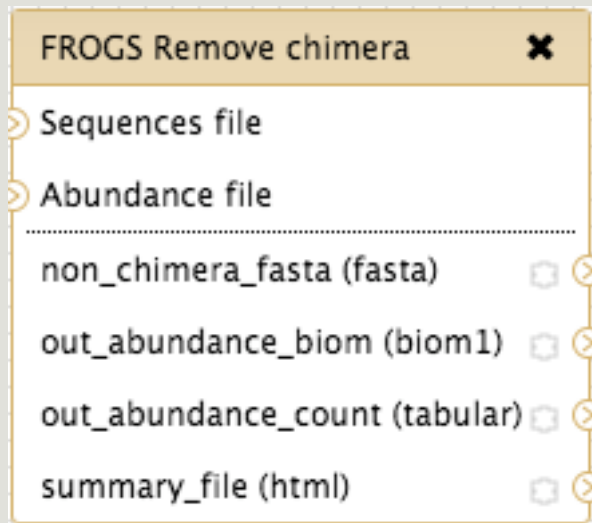 FROGS Remove chimera
Sequences file
Abundance file
non_chimera_fasta (fasta)
out_abundance_biom (biom1)
out_abundance_count (tabular)
summary_file (html)